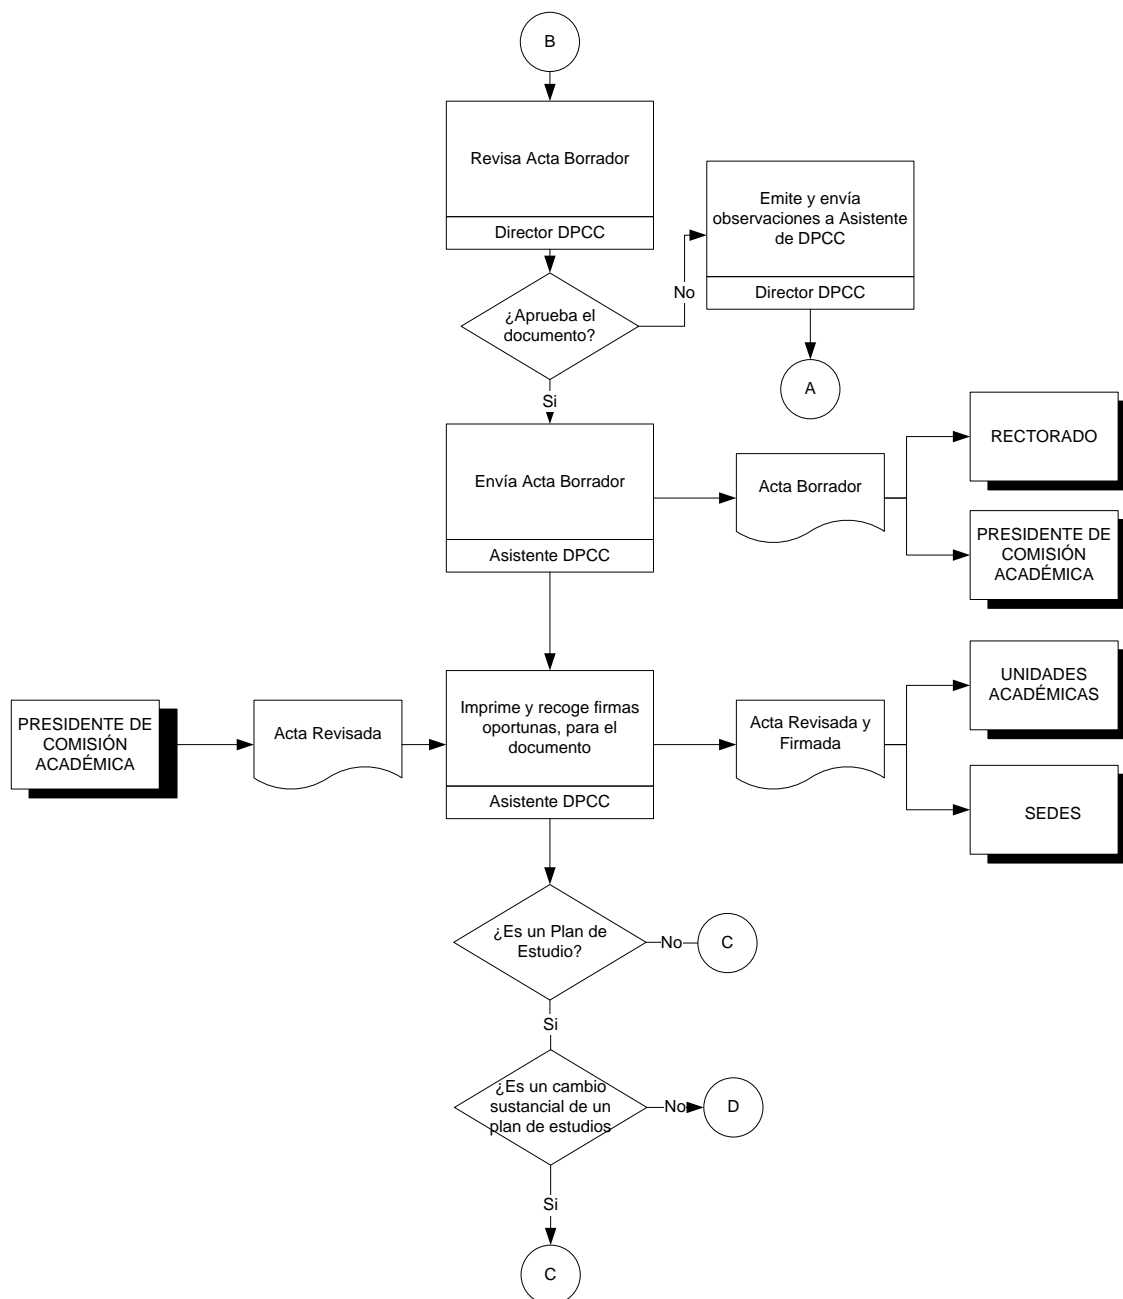 B
Revisa Acta Borrador
Director DPCC
Emite y envía
observaciones a Asistente
de DPCC
Director DPCC
No
¿Aprueba el
documento?
A
Si
Envía Acta Borrador
Asistente DPCC
Acta Borrador
RECTORADO
PRESIDENTE DE
COMISIÓN
ACADÉMICA
PRESIDENTE DE
COMISIÓN
ACADÉMICA
Acta Revisada
Imprime y recoge firmas
oportunas, para el
documento
Asistente DPCC
Acta Revisada y
Firmada
UNIDADES
ACADÉMICAS
SEDES
¿Es un Plan de
Estudio?
No
C
Si
¿Es un cambio
sustancial de un
plan de estudios
No
D
Si
C